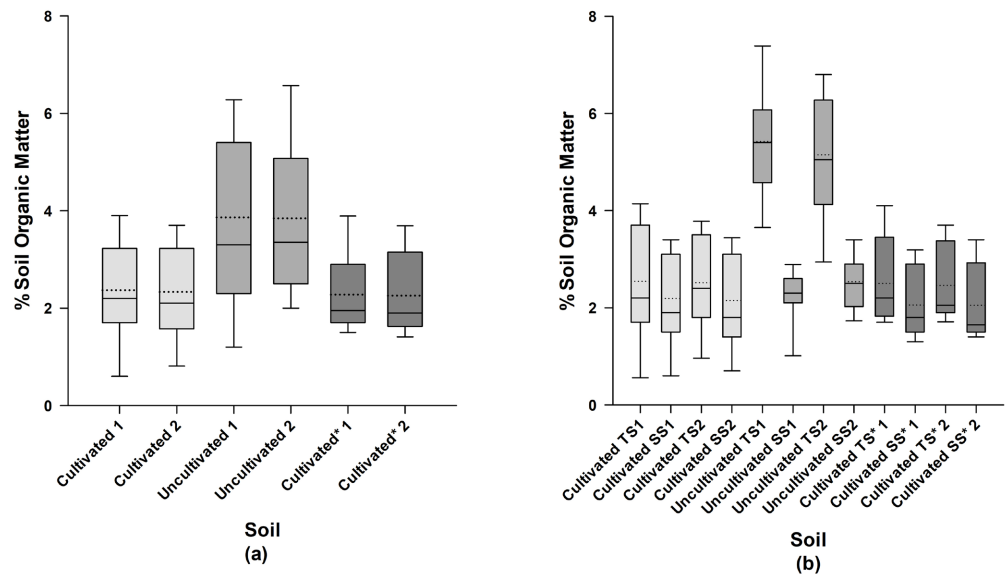 8
6
4
2
0
% Soil Organic Matter
Cultivated 1
Cultivated 2
Uncultivated 1
Uncultivated 2
Cultivated* 1
Cultivated* 2
Soil
(a)
8
6
4
2
0
% Soil Organic Matter
Cultivated TS1
Cultivated SS1
Cultivated TS2
Cultivated SS2
Uncultivated TS1
Uncultivated SS1
Uncultivated TS2
Uncultivated SS2
Cultivated TS* 1
Cultivated SS* 1
Cultivated TS* 2
Cultivated SS* 2
Soil
(b)